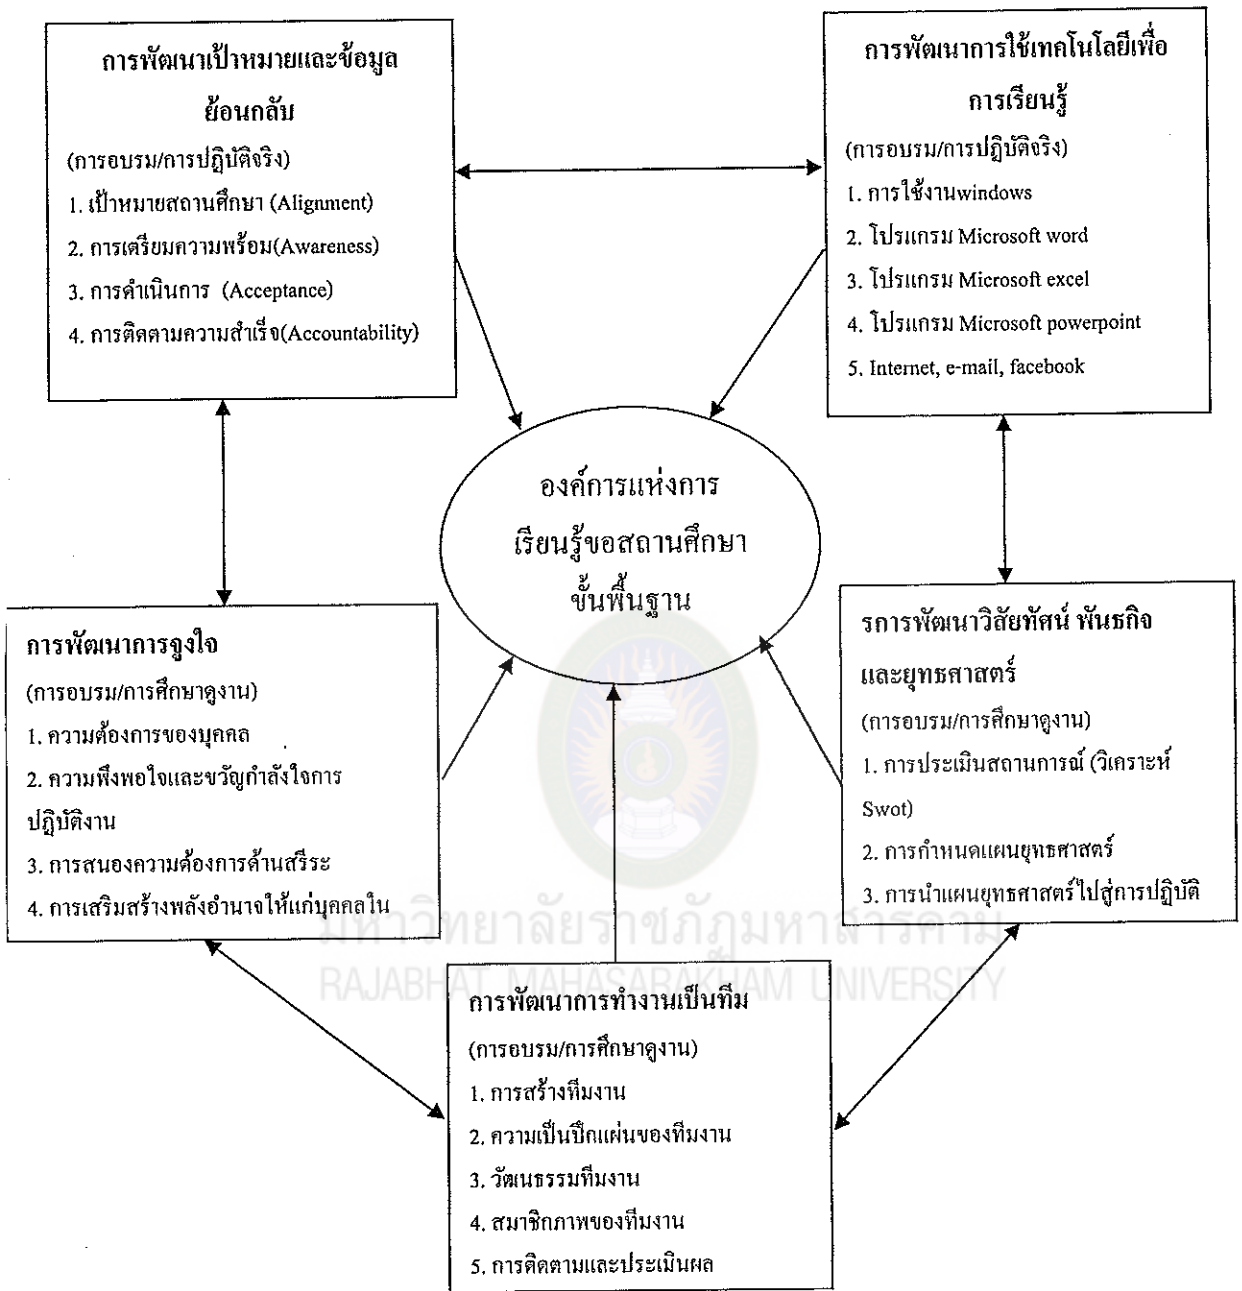 การพัฒนาเป้าหมายและข้อมูล
ย้อนกลับ
(การอบรม/การปฏิบัติจริง)
1. เป้าหมายสถานศึกษา (Alignment)
2. การเตรียมความพร้อม(Awareness)
3. การดำเนินการ (Acceptance)
4. การติดตามความสำเร็จ(Accountability)
การพัฒนาการใช้เทคโนโลยีเพื่อ
การเรียนรู้
(การอบรม/การปฏิบัติจริง)
1. การใช้งานwindows
2. โปรแกรม Microsoft word
3. โปรแกรม Microsoft excel
4. โปรแกรม Microsoft powerpoint
5. Internet, e-mail, facebook
องค์การแห่งการ
เรียนรู้ขอสถานศึกษา
ขั้นพื้นฐาน
การพัฒนาการจูงใจ
(การอบรม/การศึกษาดูงาน)
1. ความต้องการของบุคคล
2. ความพึงพอใจและขวัญกำลังใจการ
ปฏิบัติงาน
3. การสนองความต้องการด้านสรีระ
4. การเสริมสร้างพลังอำนาจให้แก่บุคคลใน
รการพัฒนาวิสัยทัศน์ พันธกิจ
และยุทธศาสตร์
(การอบรม/การศึกษาดูงาน)
1. การประเมินสถานการณ์ (วิเคราะห์
Swot)
2. การกำหนดแผนยุทธศาสตร์
3. การนำแผนยุทธศาสตร์ไปสู่การปฏิบัติ
มหาวิทยาลัยราชภัฏมหาสารคาม
RAJABHAT MAHASARAKHAM UNIVERSITY
การพัฒนาการทำงานเป็นทีม
(การอบรม/การศึกษาดูงาน)
1. การสร้างทีมงาน
2. ความเป็นปึกแผ่นของทีมงาน
3. วัฒนธรรมทีมงาน
4. สมาชิกภาพของทีมงาน
5. การติดตามและประเมินผล